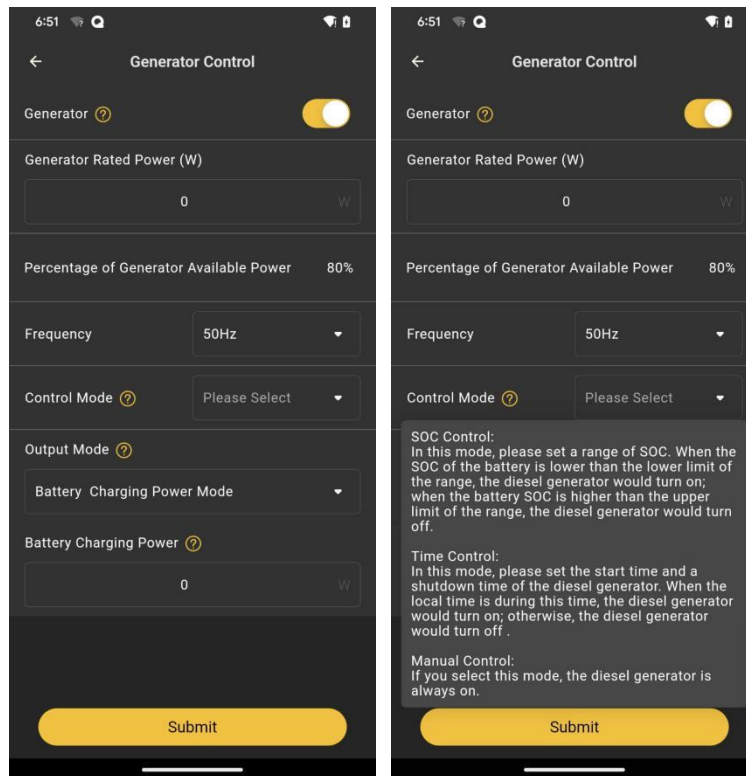 6:51
Generator Control
Generator ?
Generator Rated Power (W)
0 W
Percentage of Generator Available Power 80%
Frequency 50Hz
Control Mode ? Please Select
Output Mode ?
Battery Charging Power Mode
Battery Charging Power ?
0 W
Submit
6:51
Generator Control
Generator ?
Generator Rated Power (W)
0 W
Percentage of Generator Available Power 80%
Frequency 50Hz
Control Mode ? Please Select
SOC Control:
In this mode, please set a range of SOC. When the
SOC of the battery is lower than the lower limit of
the range, the diesel generator would turn on;
when the battery SOC is higher than the upper
limit of the range, the diesel generator would turn
off.
Time Control:
In this mode, please set the start time and a
shutdown time of the diesel generator. When the
local time is during this time, the diesel generator
would turn on; otherwise, the diesel generator
would turn off .
Manual Control:
If you select this mode, the diesel generator is
always on.
Submit